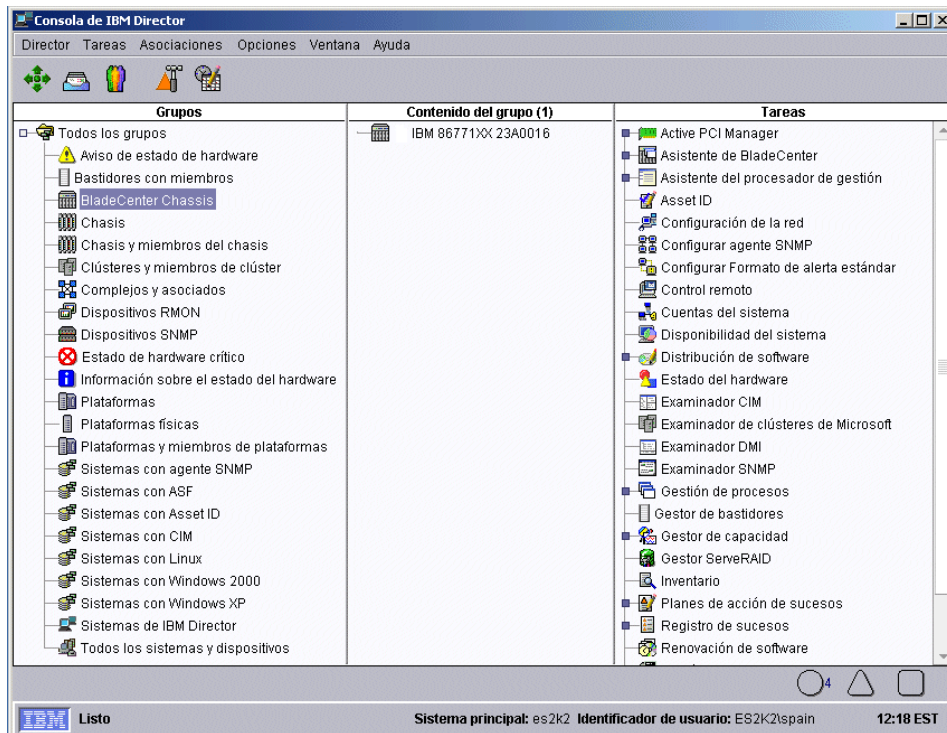 Consola de IBM Director
Director Tareas Asociaciones Opciones Ventana Ayuda
Grupos
Todos los grupos
Aviso de estado de hardware
Bastidores con miembros
BladeCenter Chassis
Chasis
Chasis y miembros del chasis
Clústeres y miembros de clúster
Complejos y asociados
Dispositivos RMON
Dispositivos SNMP
Estado de hardware crítico
Información sobre el estado del hardware
Plataformas
Plataformas físicas
Plataformas y miembros de plataformas
Sistemas con agente SNMP
Sistemas con ASF
Sistemas con Asset ID
Sistemas con CIM
Sistemas con Linux
Sistemas con Windows 2000
Sistemas con Windows XP
Sistemas de IBM Director
Todos los sistemas y dispositivos
Contenido del grupo (1)
IBM 86771XX 23A0016
Tareas
Active PCI Manager
Asistente de BladeCenter
Asistente del procesador de gestión
Asset ID
Configuración de la red
Configurar agente SNMP
Configurar Formato de alerta estándar
Control remoto
Cuentas del sistema
Disponibilidad del sistema
Distribución de software
Estado del hardware
Examinador CIM
Examinador de clústeres de Microsoft
Examinador DMI
Examinador SNMP
Gestión de procesos
Gestor de bastidores
Gestor de capacidad
Gestor ServeRAID
Inventario
Planes de acción de sucesos
Registro de sucesos
Renovación de software
4
IBM Listo Sistema principal: es2k2 Identificador de usuario: ES2K2\spain 12:18 EST